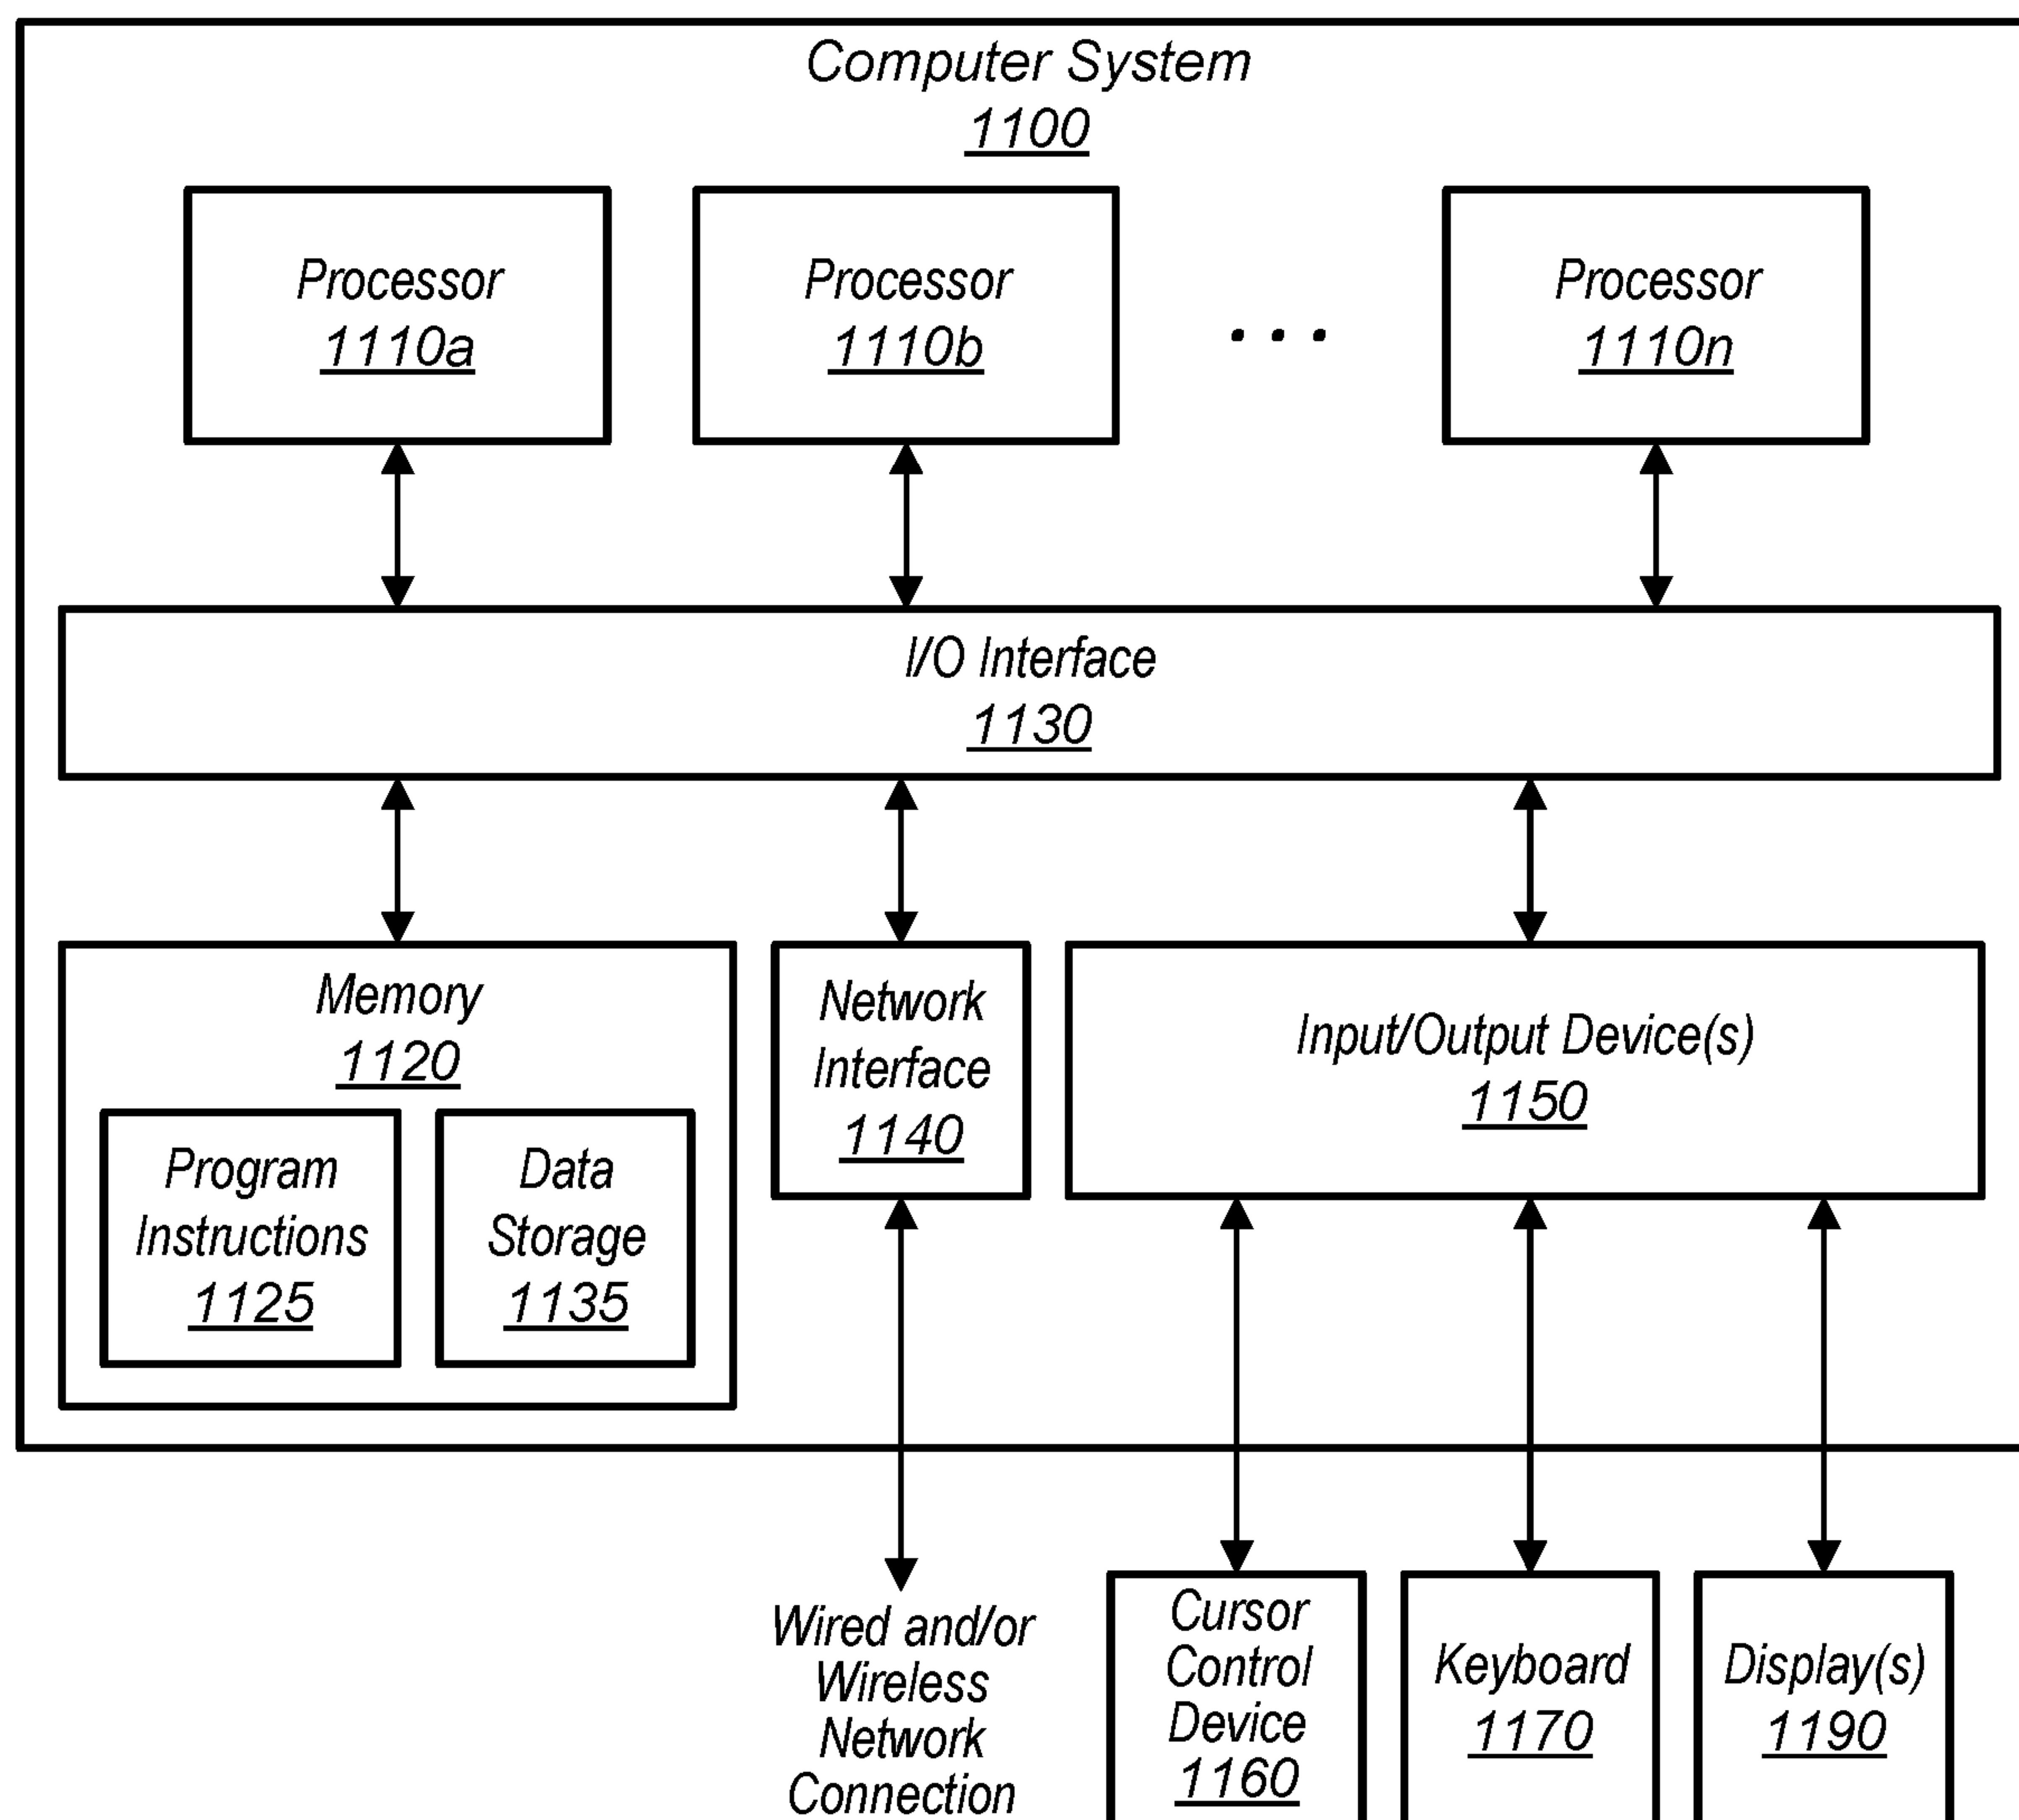 Computer System
1100
Processor
1110a
Processor
1110b
...
Processor
1110n
I/O Interface
1130
Memory
1120
Program
Instructions
1125
Data
Storage
1135
Network
Interface
1140
Input/Output Device(s)
1150
Wired and/or
Wireless
Network
Connection
Cursor
Control
Device
1160
Keyboard
1170
Display(s)
1190